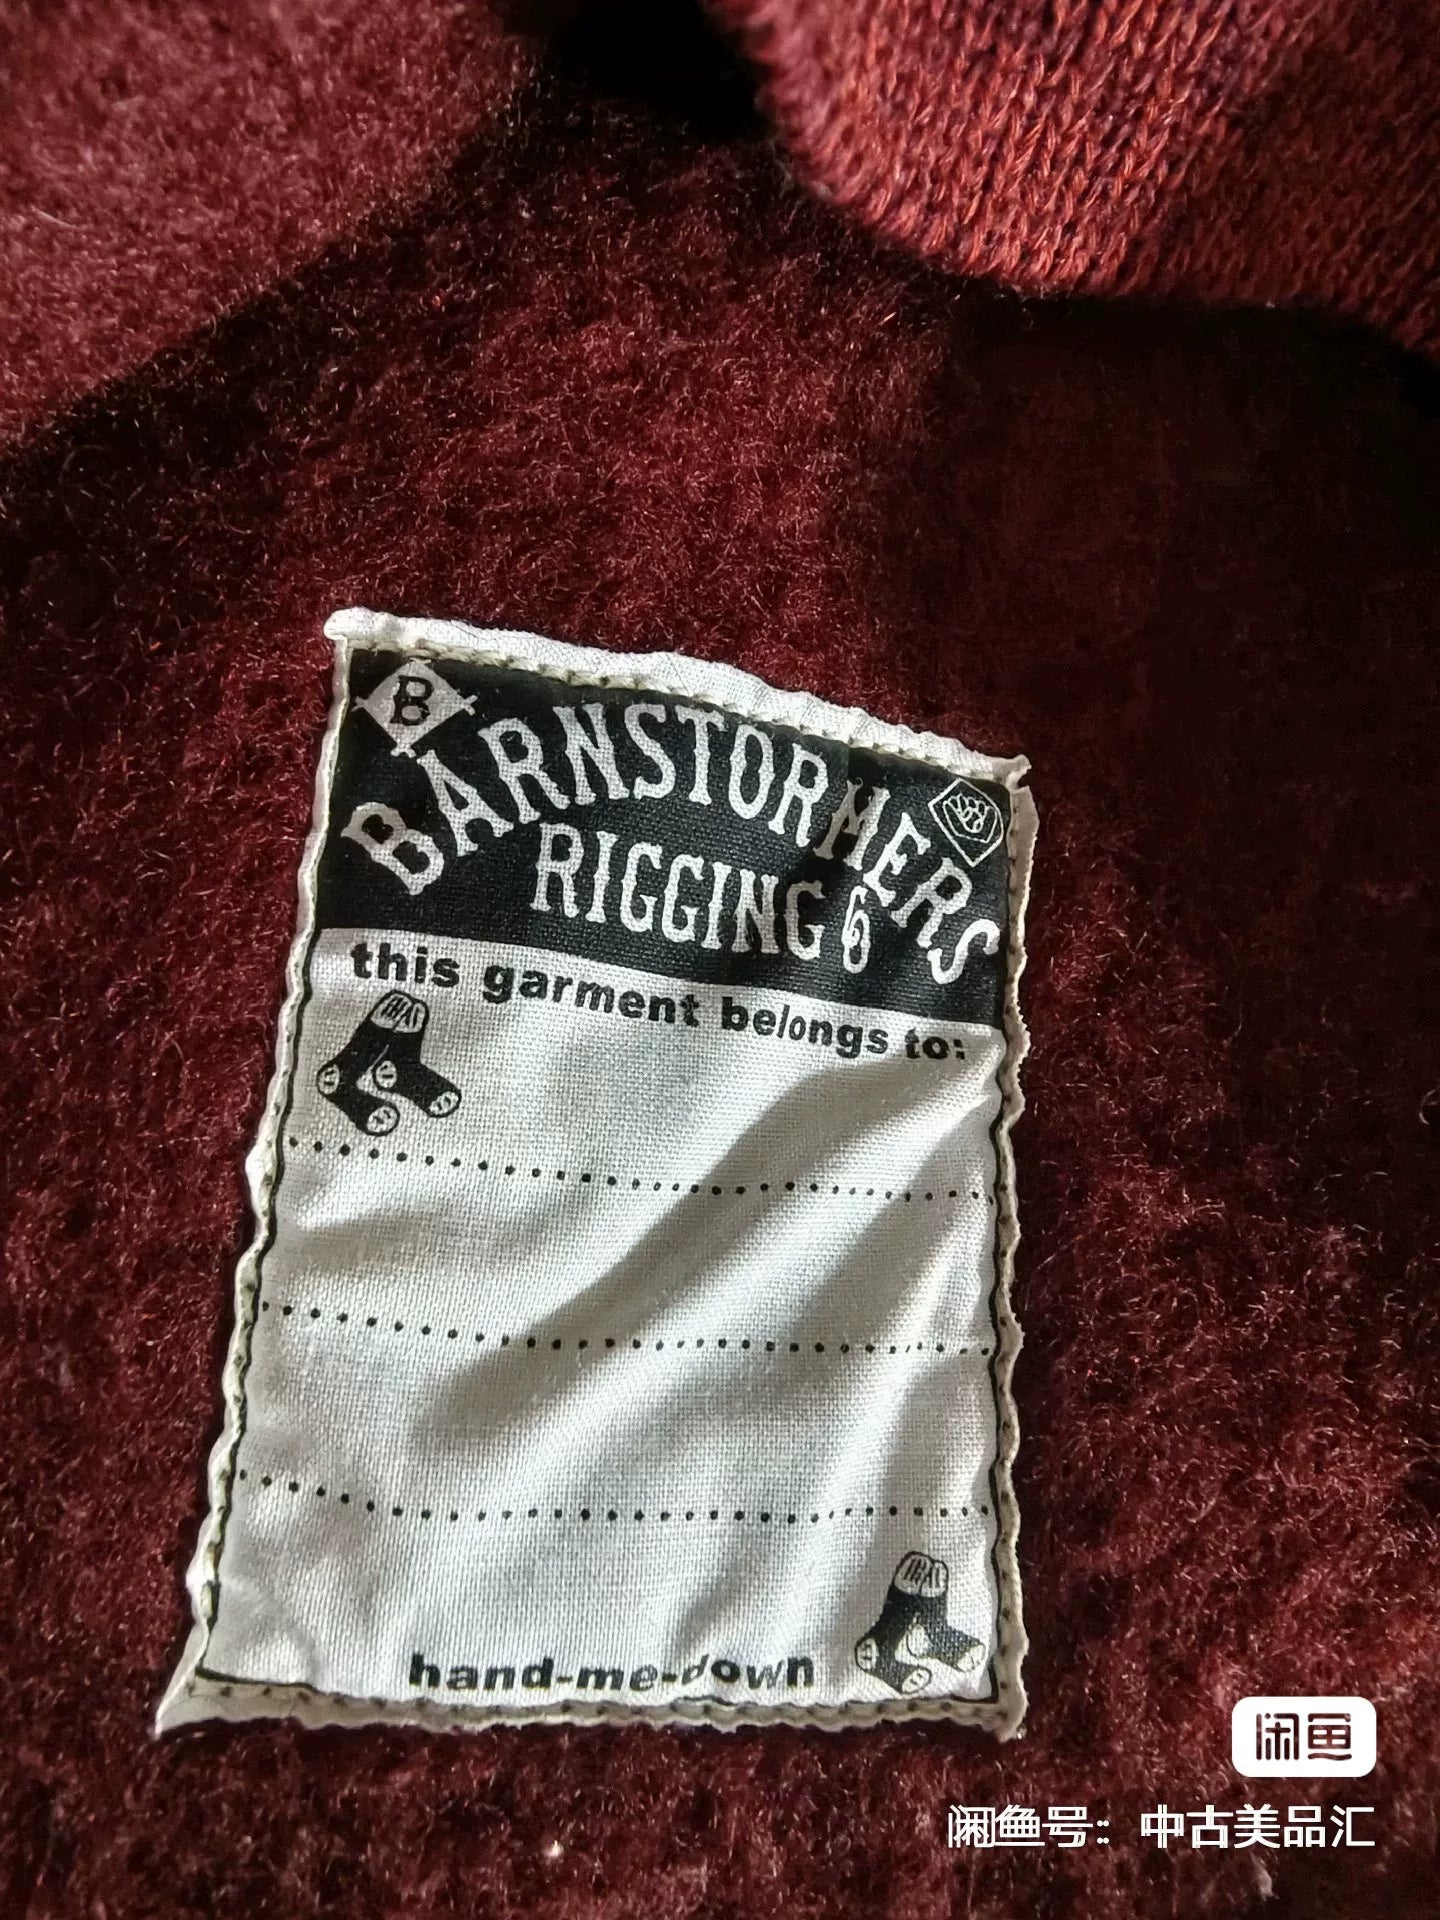 B
BARNSTORMERS
RIGGING
this garment belongs to:
hand-me-down
闲鱼
闲鱼号：中古美品汇